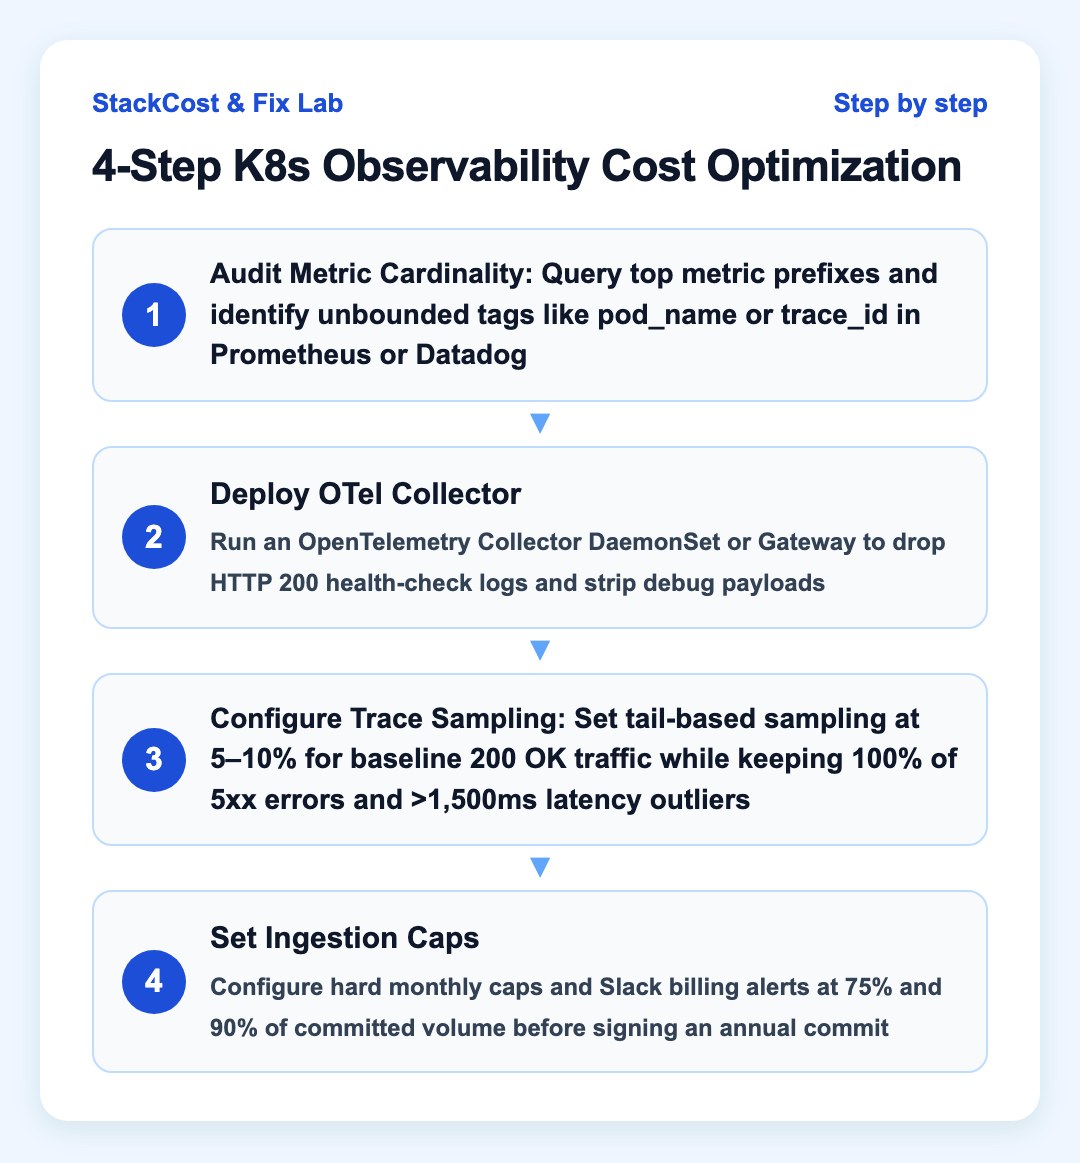 StackCost & Fix Lab
Step by step
4-Step K8s Observability Cost Optimization
1
Audit Metric Cardinality: Query top metric prefixes and
identify unbounded tags like pod_name or trace_id in
Prometheus or Datadog
2
Deploy OTel Collector
Run an OpenTelemetry Collector DaemonSet or Gateway to drop
HTTP 200 health-check logs and strip debug payloads
3
Configure Trace Sampling: Set tail-based sampling at
5–10% for baseline 200 OK traffic while keeping 100% of
5xx errors and >1,500ms latency outliers
4
Set Ingestion Caps
Configure hard monthly caps and Slack billing alerts at 75% and
90% of committed volume before signing an annual commit